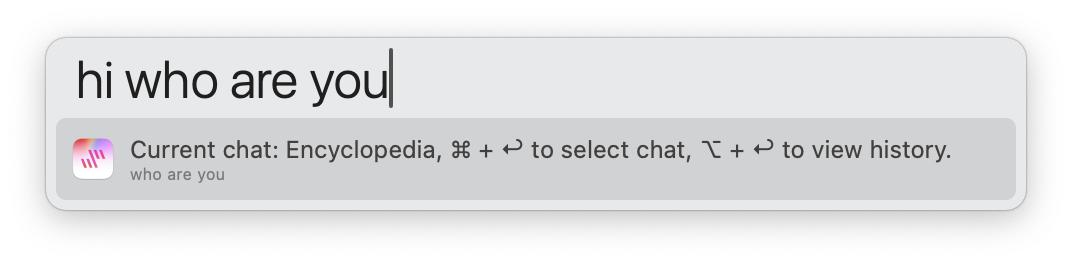 hi who are you
Current chat: Encyclopedia, ⌘ + ↩ to select chat, ⌥ + ↩ to view history.
who are you